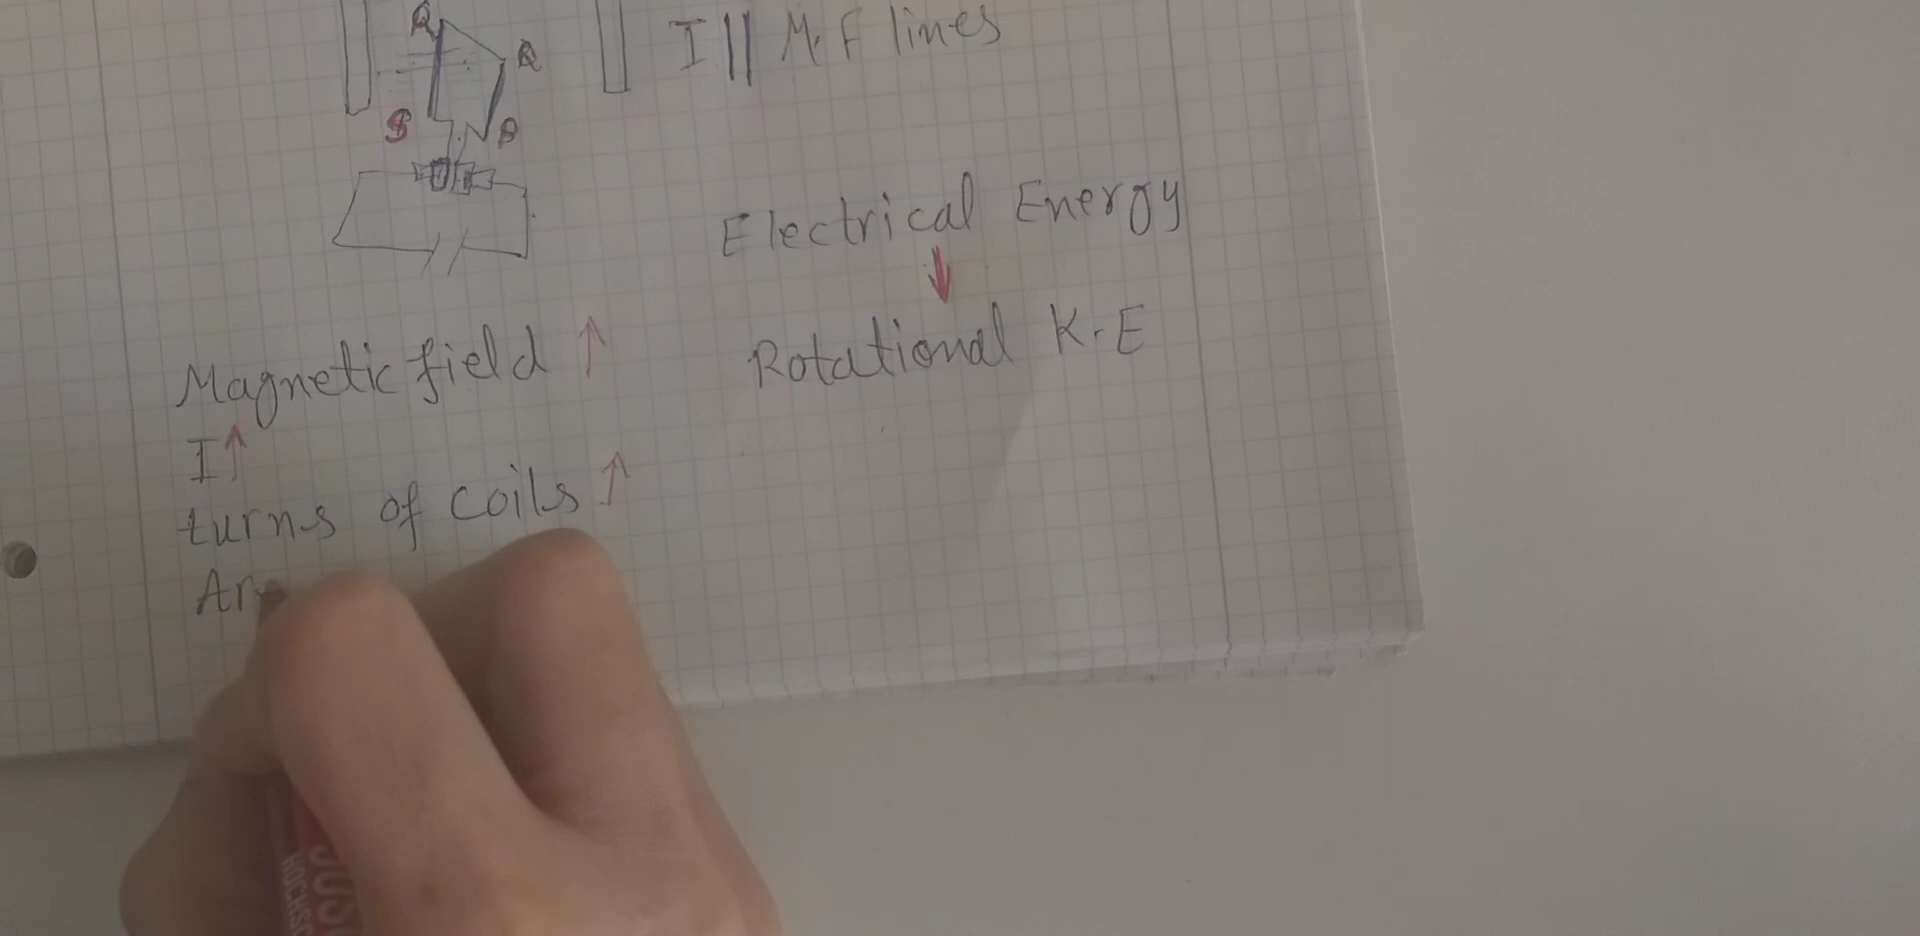 R
Q
I || M.F lines
S
Electrical Energy
↓
Rotational K.E
Magnetic field ↑
I↑
turns of coils ↑